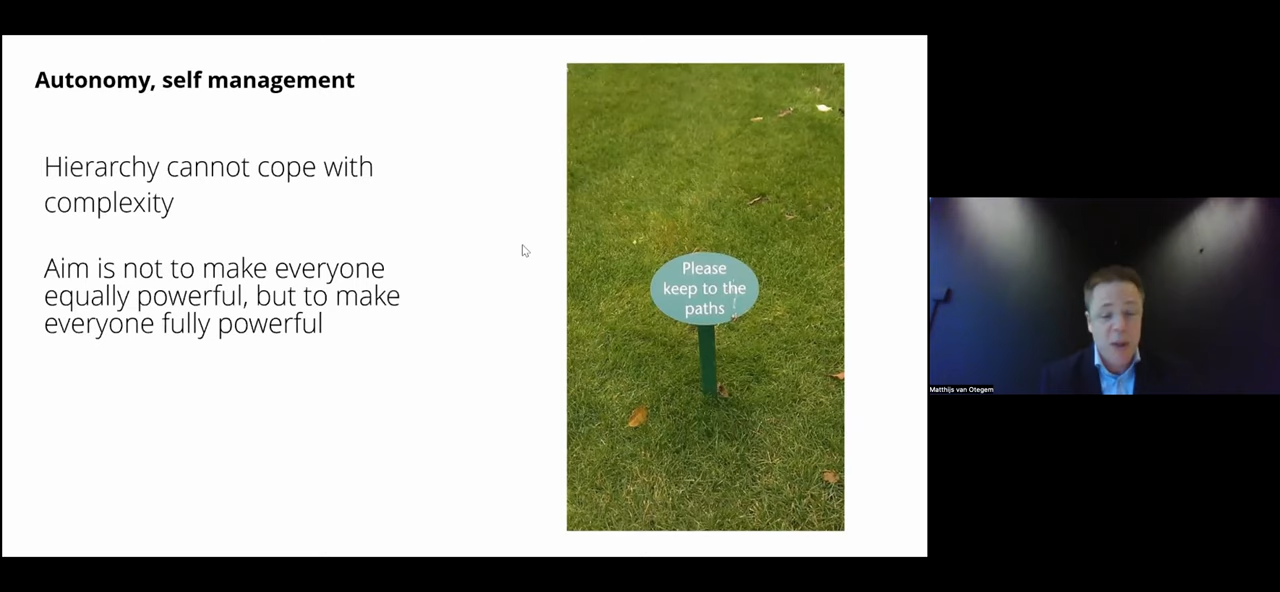 Autonomy, self management
Hierarchy cannot cope with
complexity
Aim is not to make everyone
equally powerful, but to make
everyone fully powerful
Please
keep to the
paths
Matthijs van Otegem